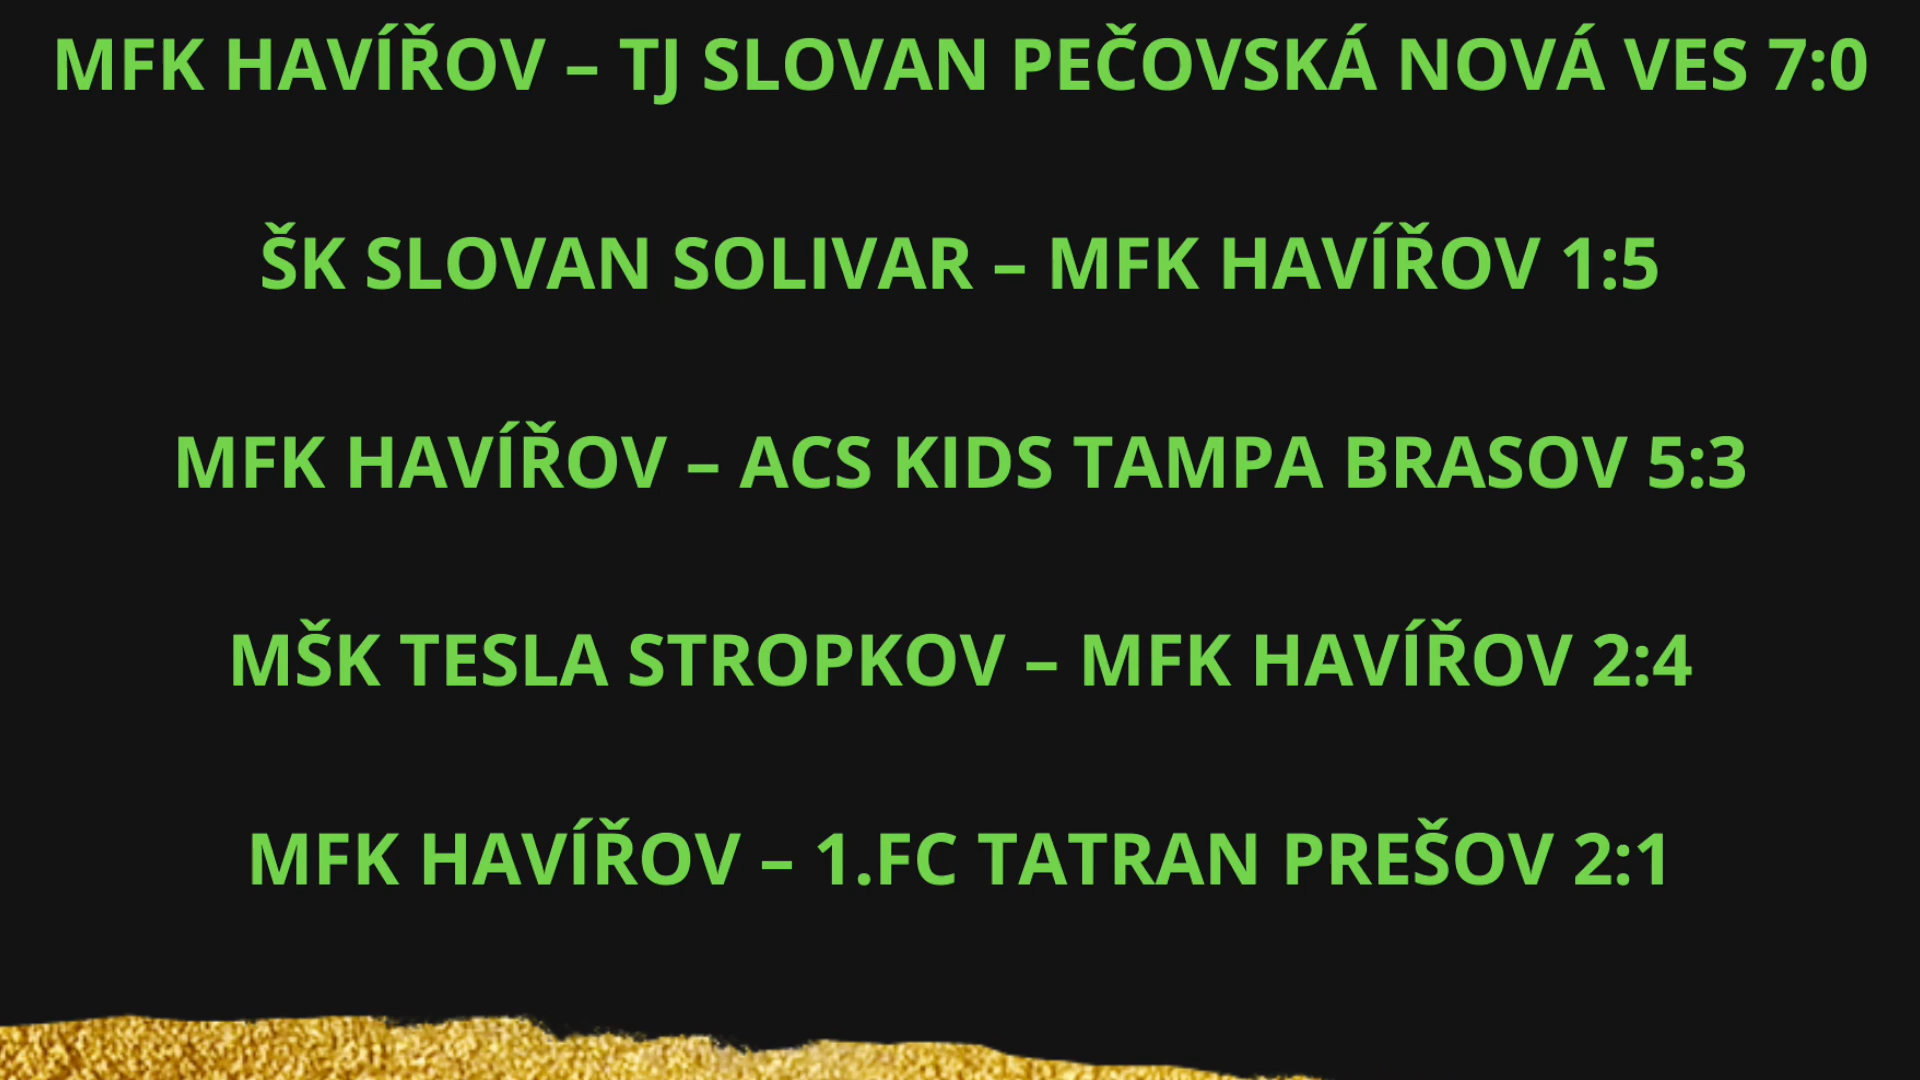 MFK HAVÍŘOV – TJ SLOVAN PEČOVSKÁ NOVÁ VES 7:0
ŠK SLOVAN SOLIVAR – MFK HAVÍŘOV 1:5
MFK HAVÍŘOV – ACS KIDS TAMPA BRASOV 5:3
MŠK TESLA STROPKOV – MFK HAVÍŘOV 2:4
MFK HAVÍŘOV – 1.FC TATRAN PREŠOV 2:1